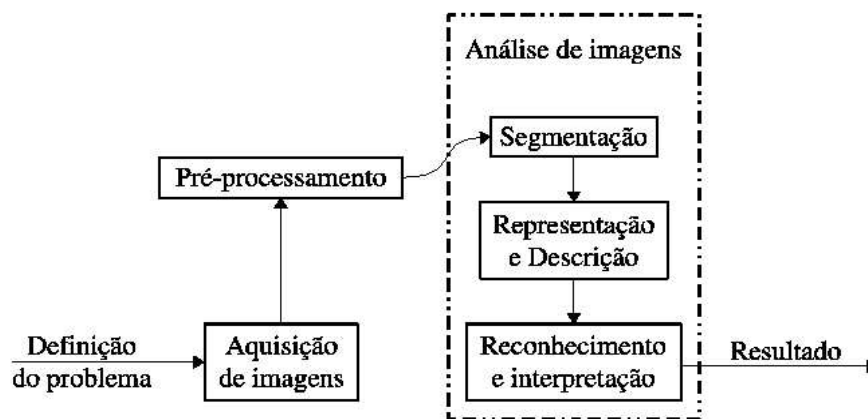 Análise de imagens
Segmentação
Pré-processamento
Representação
e Descrição
Definição
do problema
Aquisição
de imagens
Reconhecimento
e interpretação
Resultado